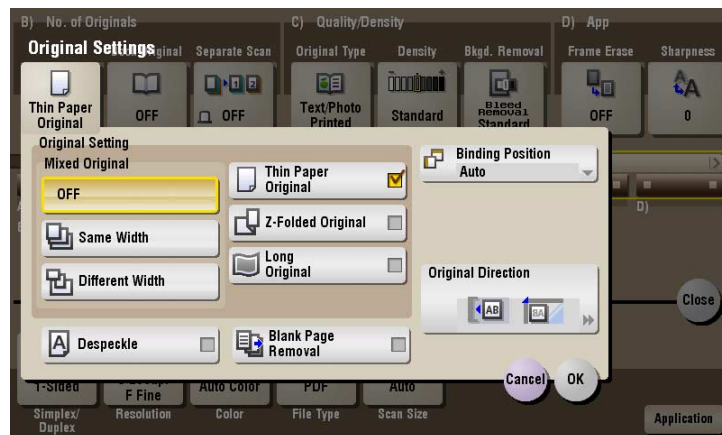 B) No. of Originals
C) Quality/Density
D) App
Original Settings
Separate Scan
Original Type
Density
Bkgd. Removal
Frame Erase
Sharpness
Thin Paper
Original
OFF
OFF
Text/Photo
Printed
Standard
Bleed
Removal
Standard
OFF
0
Original Setting
Mixed Original
OFF
Same Width
Different Width
Thin Paper
Original
Z-Folded Original
Long
Original
Binding Position
Auto
D)
Original Direction
AB
Close
Despeckle
Blank Page
Removal
Cancel
OK
1-Sided
F Fine
Auto Color
PDF
Auto
Simplex/
Duplex
Resolution
Color
File Type
Scan Size
Application